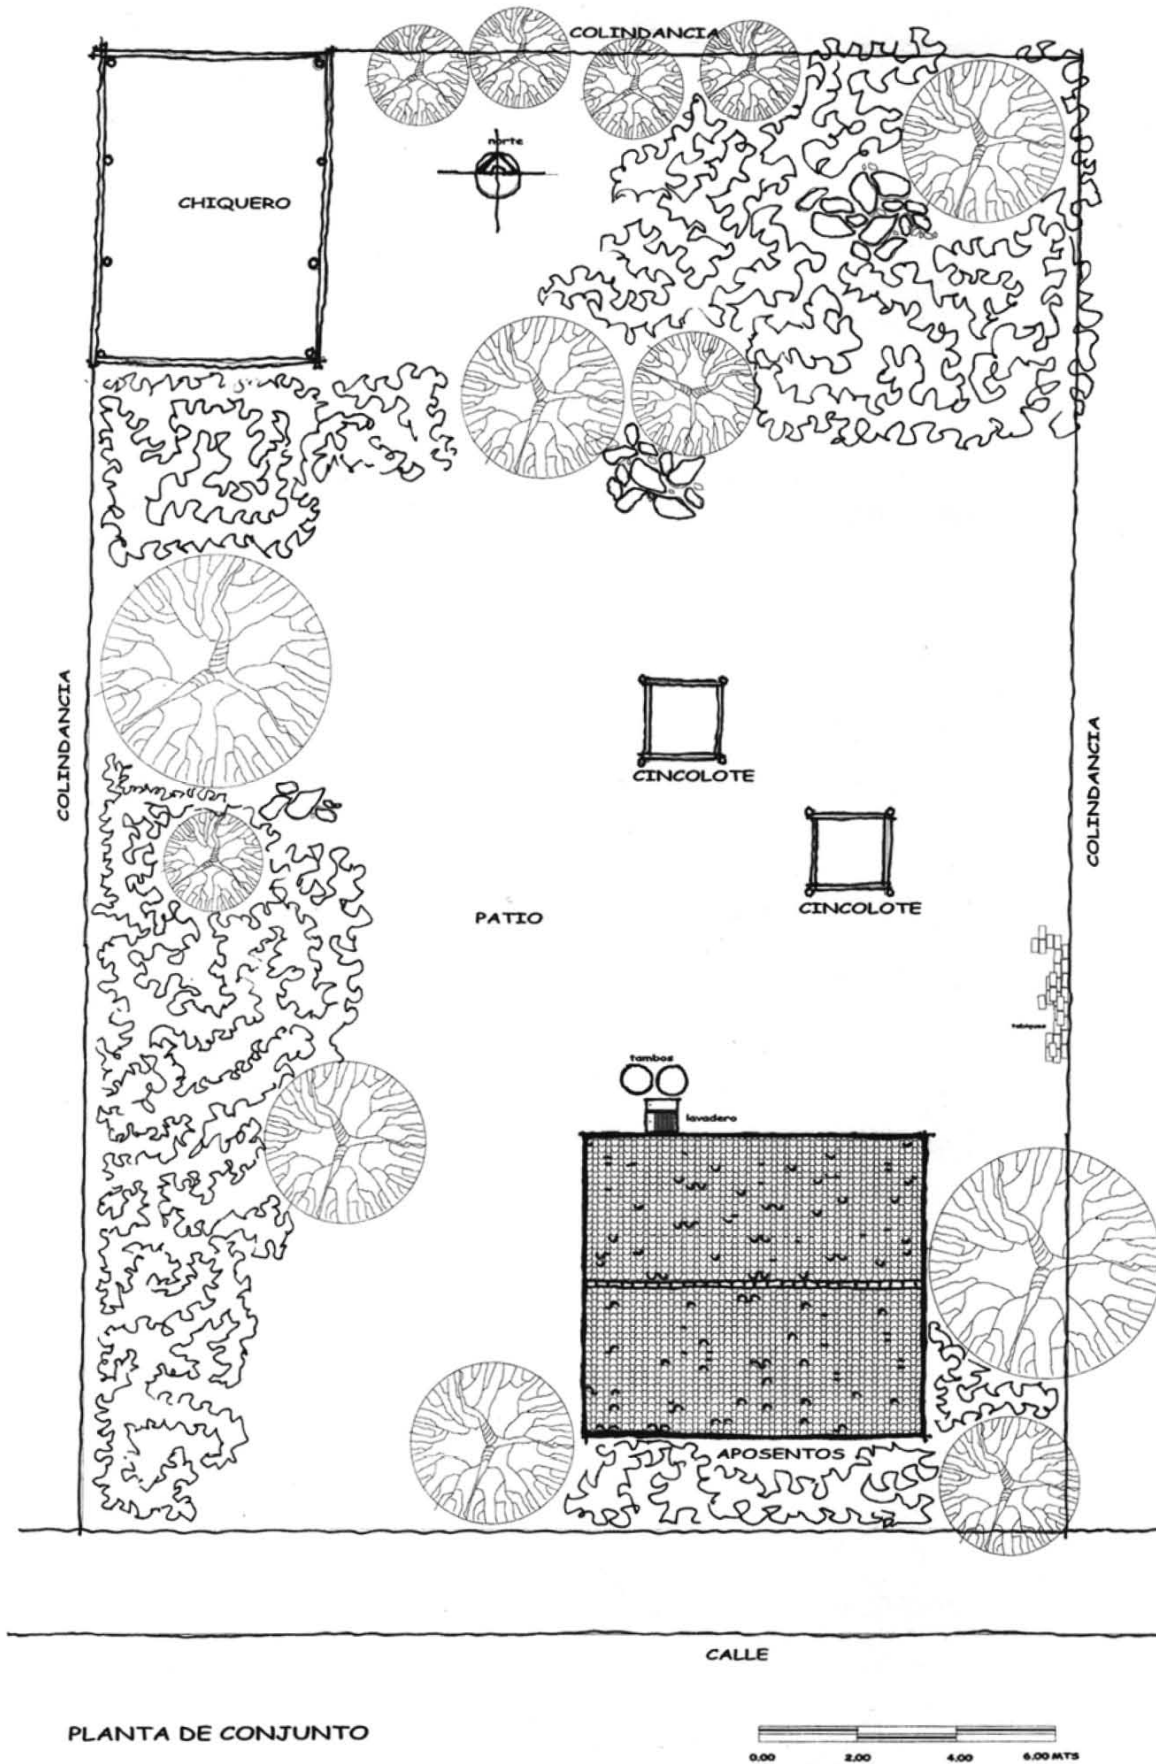 COLINDANCIA
norte
CHIQUERO
COLINDANCIA
COLINDANCIA
CINCOLOTE
CINCOLOTE
PATIO
tabiques
tambos
lavadero
APOSENTOS
CALLE
PLANTA DE CONJUNTO
0.00 2.00 4.00 6.00 MTS